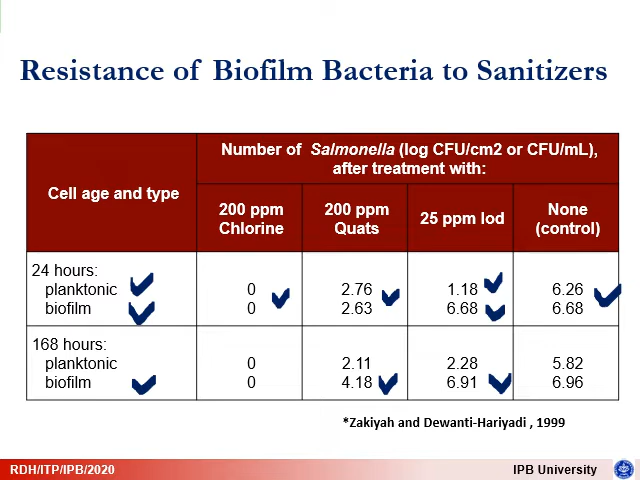 Resistance of Biofilm Bacteria to Sanitizers
Cell age and type
Number of Salmonella (log CFU/cm2 or CFU/mL),
after treatment with:
200 ppm Chlorine
200 ppm Quats
25 ppm Iod
None (control)
24 hours:
planktonic 0 2.76 1.18 6.26
biofilm 0 2.63 6.68 6.68
168 hours:
planktonic 0 2.11 2.28 5.82
biofilm 0 4.18 6.91 6.96
*Zakiyah and Dewanti-Hariyadi , 1999
RDH/ITP/IPB/2020
IPB University